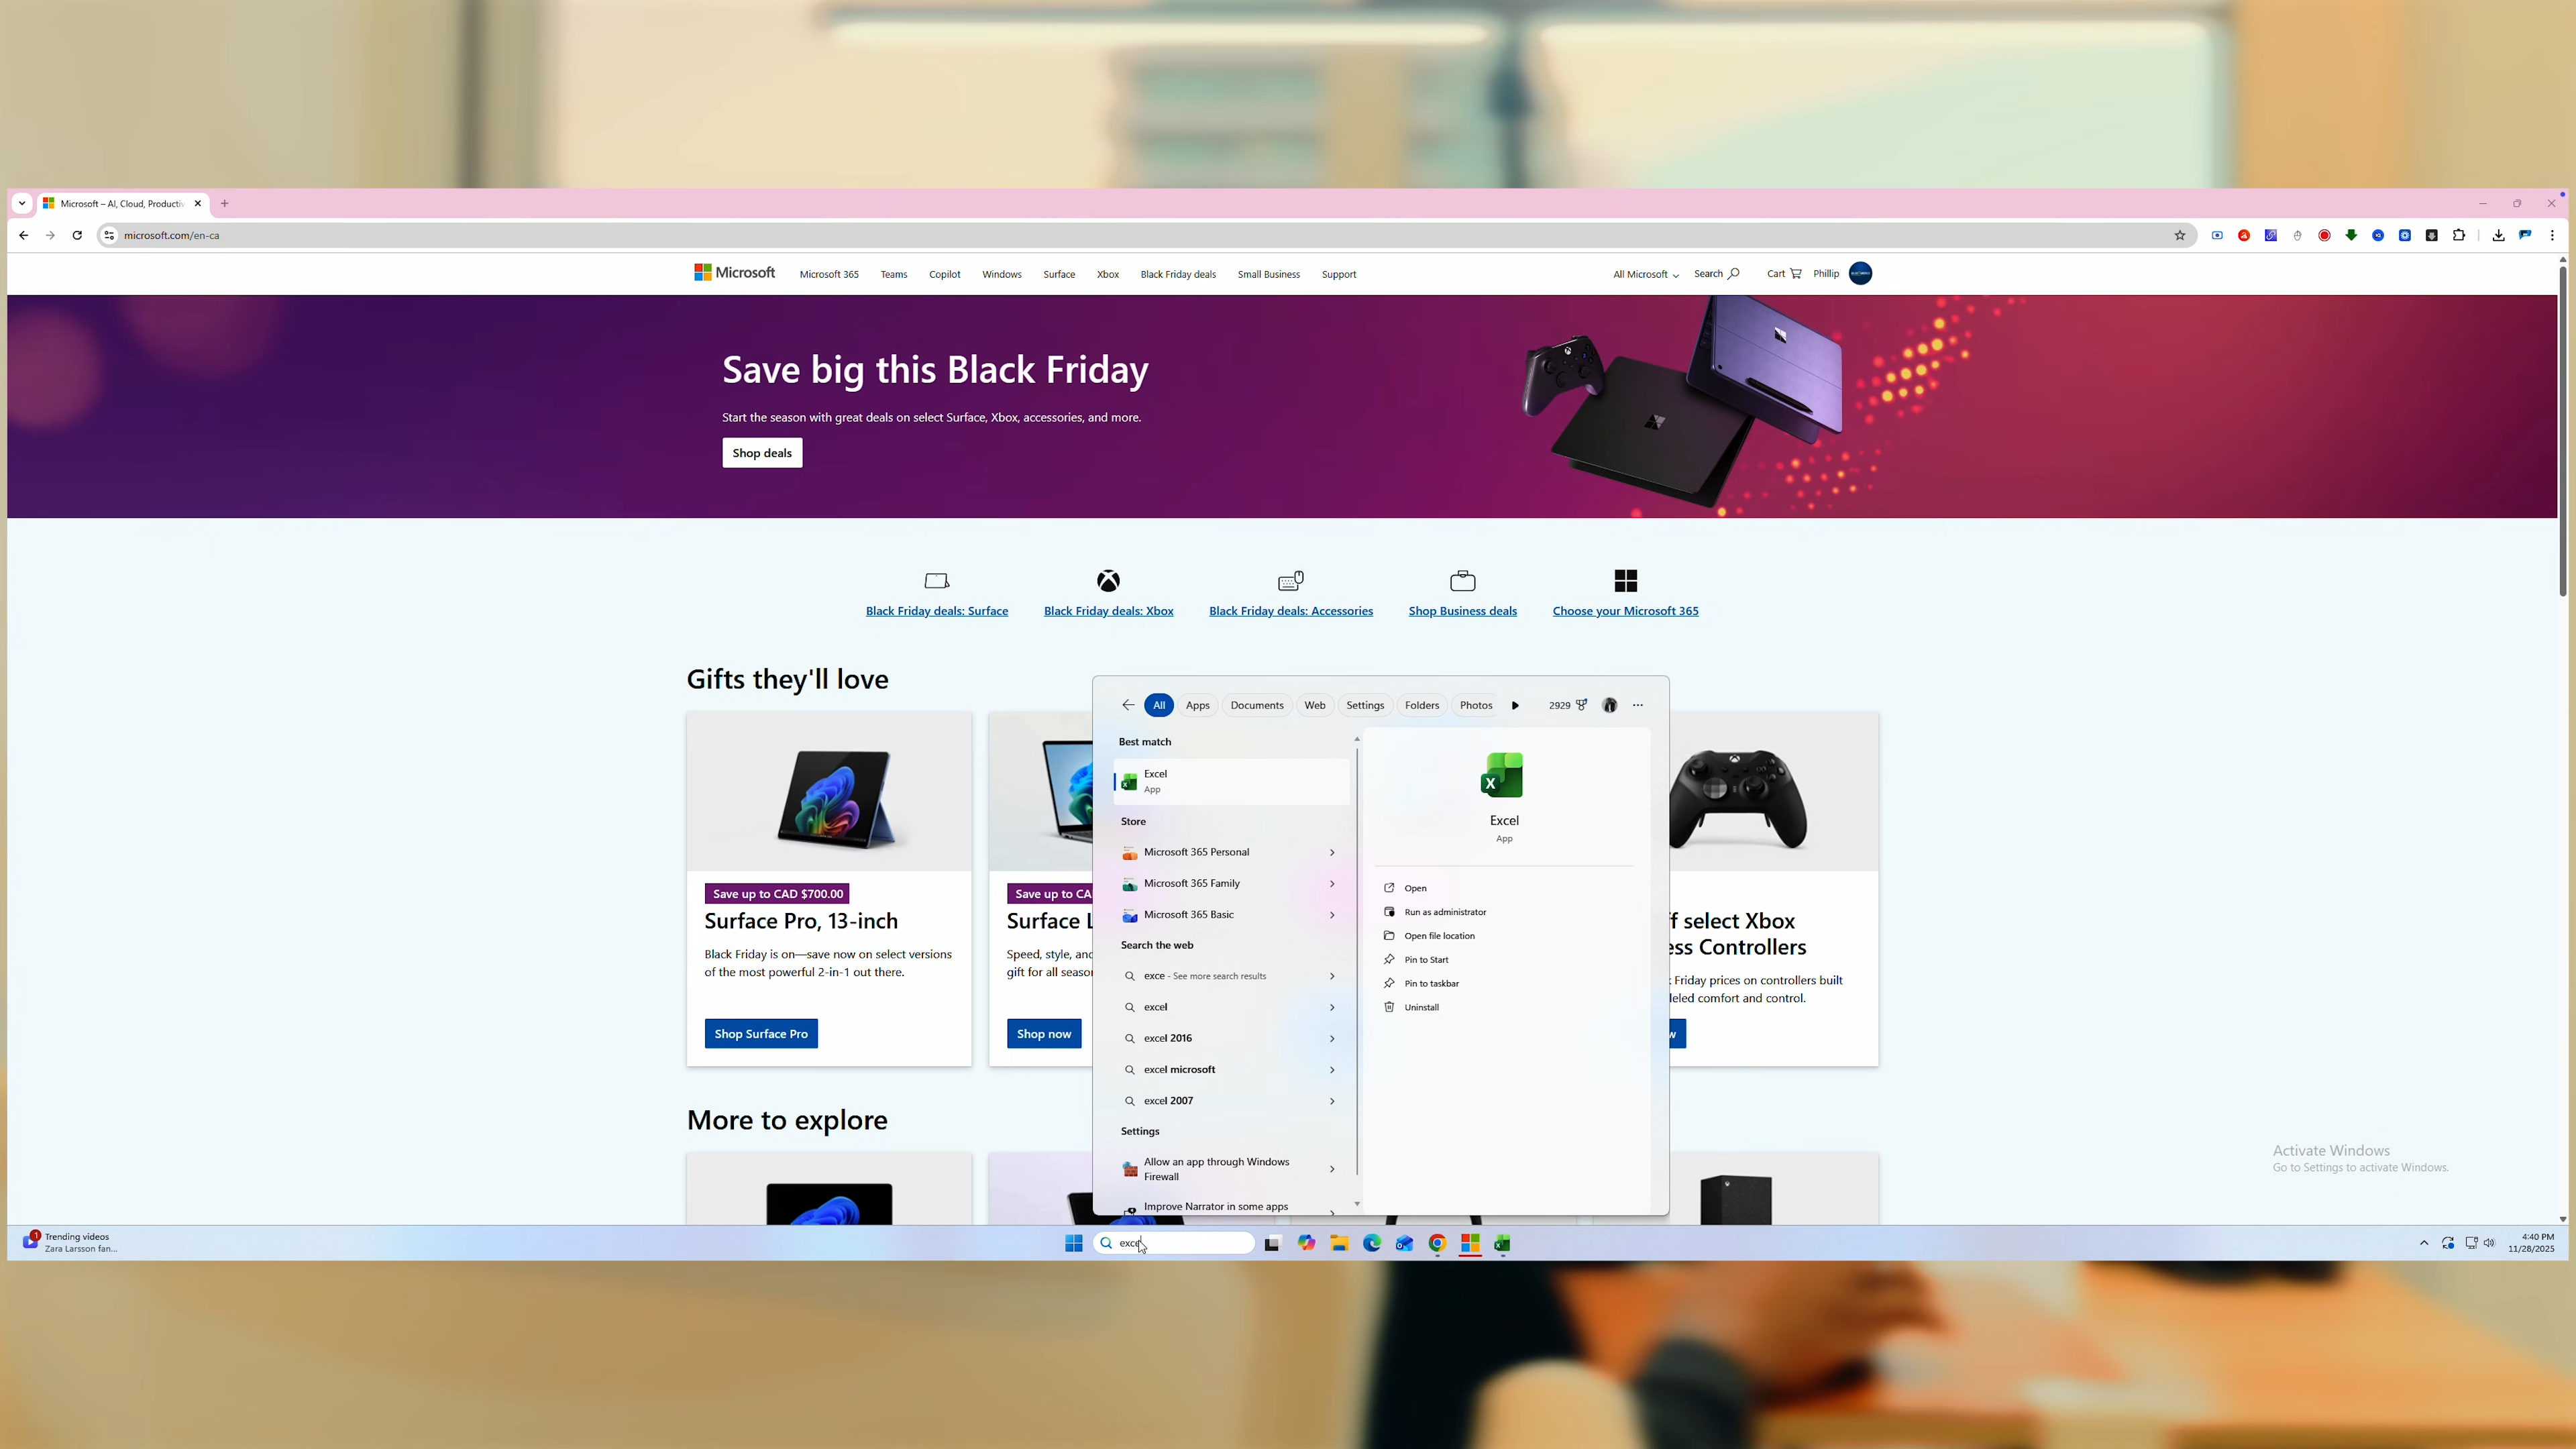 Microsoft – AI, Cloud, Productiv
microsoft.com/en-ca
Microsoft
Microsoft 365
Teams
Copilot
Windows
Surface
Xbox
Black Friday deals
Small Business
Support
All Microsoft
Search
Cart
Phillip
Save big this Black Friday
Start the season with great deals on select Surface, Xbox, accessories, and more.
Shop deals
Black Friday deals: Surface
Black Friday deals: Xbox
Black Friday deals: Accessories
Shop Business deals
Choose your Microsoft 365
Gifts they'll love
Save up to CAD $700.00
Surface Pro, 13-inch
Black Friday is on—save now on select versions
of the most powerful 2-in-1 out there.
Shop Surface Pro
Save up to CA
Surface L
Speed, style, and
gift for all seaso
Shop now
f select Xbox
ess Controllers
Friday prices on controllers built
leled comfort and control.
w
More to explore
All
Apps
Documents
Web
Settings
Folders
Photos
2929
Best match
Excel
App
Store
Microsoft 365 Personal
Microsoft 365 Family
Microsoft 365 Basic
Search the web
exce - See more search results
excel
excel 2016
excel microsoft
excel 2007
Settings
Allow an app through Windows
Firewall
Improve Narrator in some apps
Excel
App
Open
Run as administrator
Open file location
Pin to Start
Pin to taskbar
Uninstall
Activate Windows
Go to Settings to activate Windows.
1
Trending videos
Zara Larsson fan...
exce
4:40 PM
11/28/2025